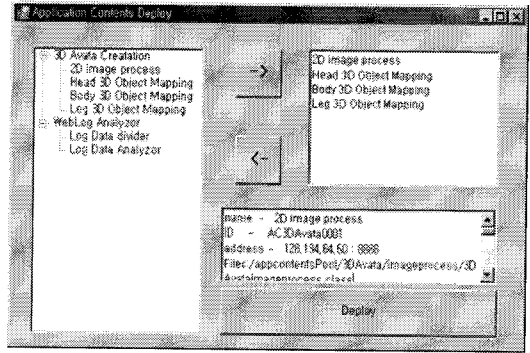 Application Contents Deploy
3D Avata Creatation
2D image process
Head 3D Object Mapping
Body 3D Object Mapping
Leg 3D Object Mapping
WebLog Analyzor
Log Data divider
Log Data Analyzor
->
<-
2D image process
Head 3D Object Mapping
Body 3D Object Mapping
Leg 3D Object Mapping
name - 2D image process
ID - AC3DAvata0001
address - 128,134,64,60 : 8888
File:/appcontentsPool/3DAvata/imageprocess/3D
Deploy